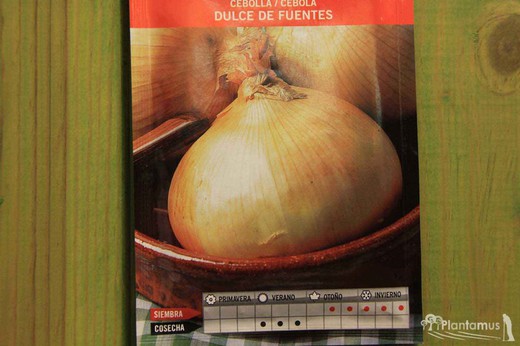 CEBOLLA / CEBOLA
DULCE DE FUENTES
PRIMAVERA VERANO OTOÑO INVIERNO
SIEMBRA
COSECHA
Plantamus